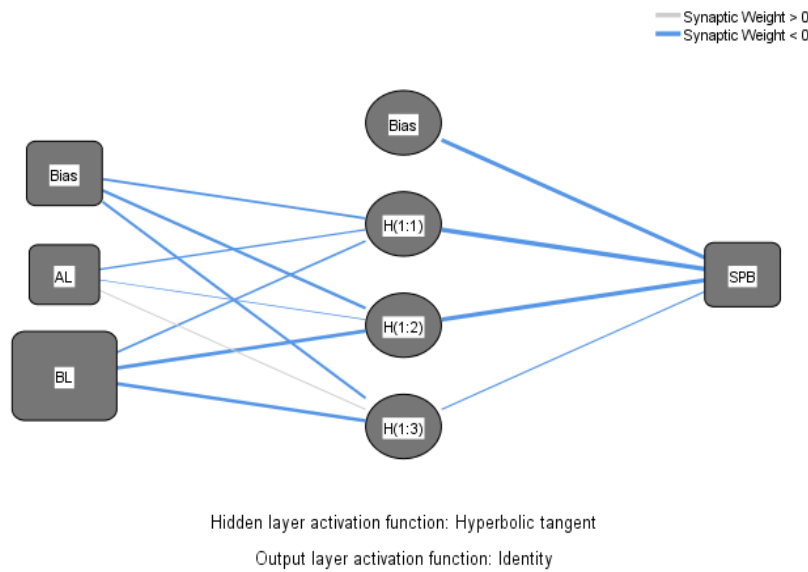 Synaptic Weight > 0
Synaptic Weight < 0
Bias
Bias
H(1:1)
AL
SPB
H(1:2)
BL
H(1:3)
Hidden layer activation function: Hyperbolic tangent
Output layer activation function: Identity